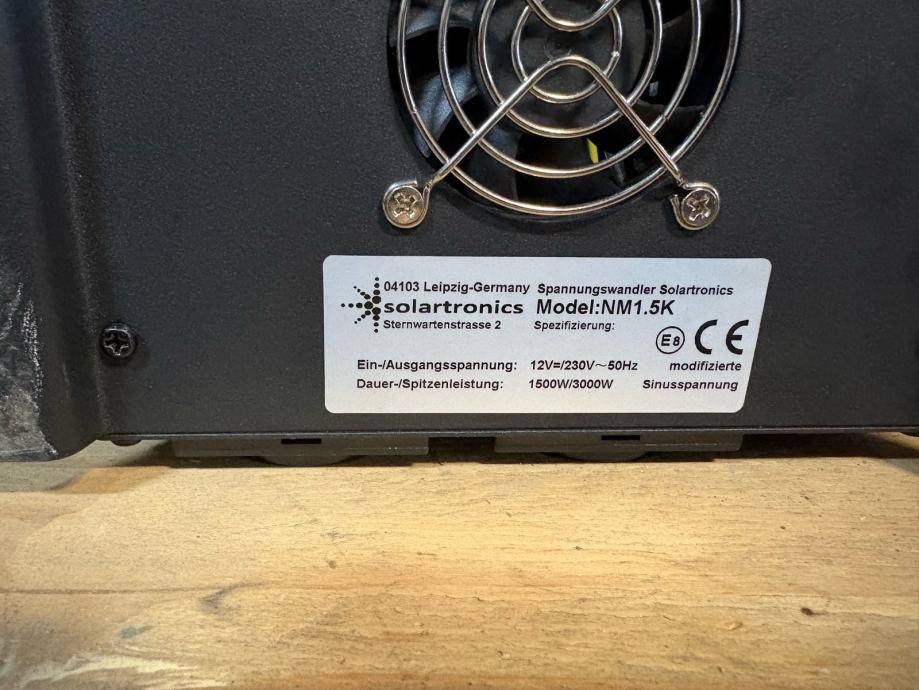 04103 Leipzig-Germany
solartronics
Sternwartenstrasse 2
Spannungswandler Solartronics
Model:NM1.5K
Spezifizierung:
E8 CE
Ein-/Ausgangsspannung: 12V=/230V～50Hz modifizierte
Dauer-/Spitzenleistung: 1500W/3000W Sinusspannung